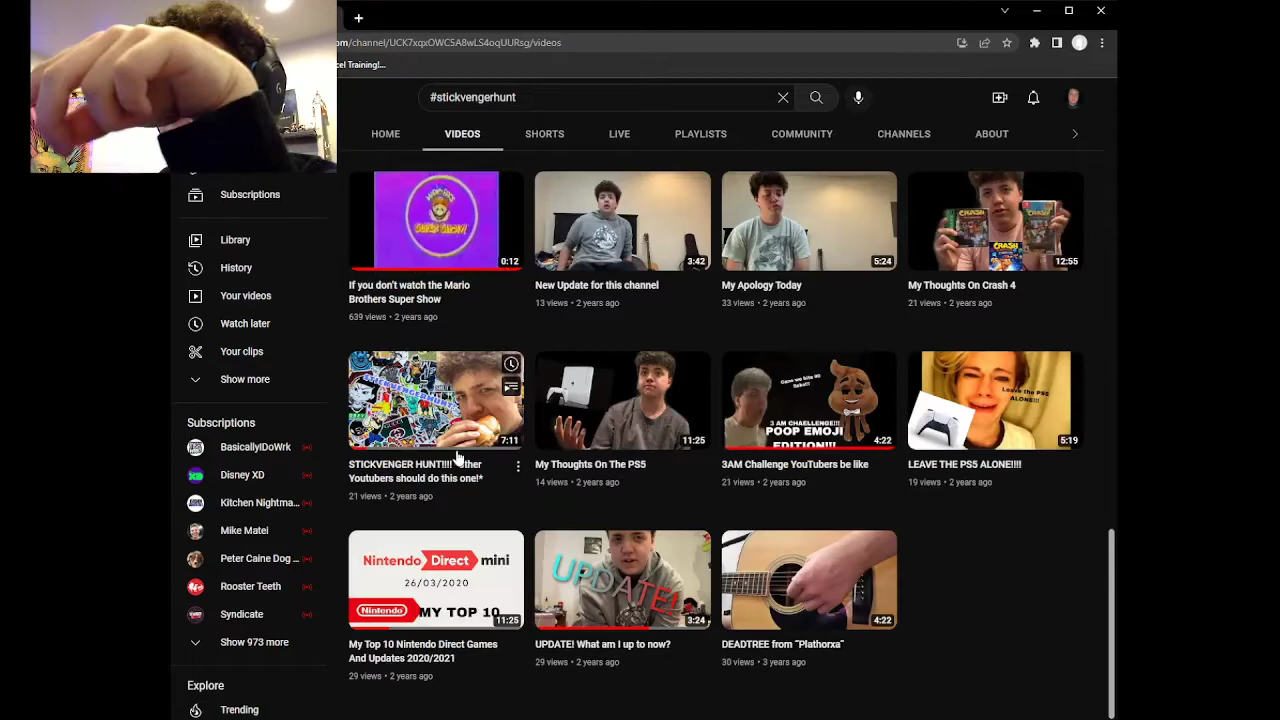 om/channel/UCK7xqxOWC5A8wLS4oqUURsg/videos
cel Training!...
#stickvengerhunt
HOME VIDEOS SHORTS LIVE PLAYLISTS COMMUNITY CHANNELS ABOUT
Subscriptions
Library
History
Your videos
Watch later
Your clips
Show more
Subscriptions
BasicallyIDoWrk
Disney XD
Kitchen Nightma...
Mike Matei
Peter Caine Dog ...
Rooster Teeth
Syndicate
Show 973 more
Explore
Trending
SUPER SHOW!
0:12
If you don't watch the Mario
Brothers Super Show
639 views • 2 years ago
3:42
New Update for this channel
13 views • 2 years ago
5:24
My Apology Today
33 views • 2 years ago
CRASH
CRASH
12:55
My Thoughts On Crash 4
21 views • 2 years ago
STICKVENGERHUNT
7:11
STICKVENGER HUNT!!!! ther
Youtubers should do this one!*
21 views • 2 years ago
11:25
My Thoughts On The PS5
14 views • 2 years ago
3 AM CHAELLENGE!!!
POOP EMOJI
EDITION!!!
4:22
3AM Challenge YouTubers be like
21 views • 2 years ago
Leave the PS5
ALONE!!!!
5:19
LEAVE THE PS5 ALONE!!!!
19 views • 2 years ago
Nintendo Direct mini
26/03/2020
Nintendo MY TOP 10
11:25
My Top 10 Nintendo Direct Games
And Updates 2020/2021
29 views • 2 years ago
UPDATE!
3:24
UPDATE! What am I up to now?
29 views • 2 years ago
4:22
DEADTREE from “Plathorxa”
30 views • 3 years ago